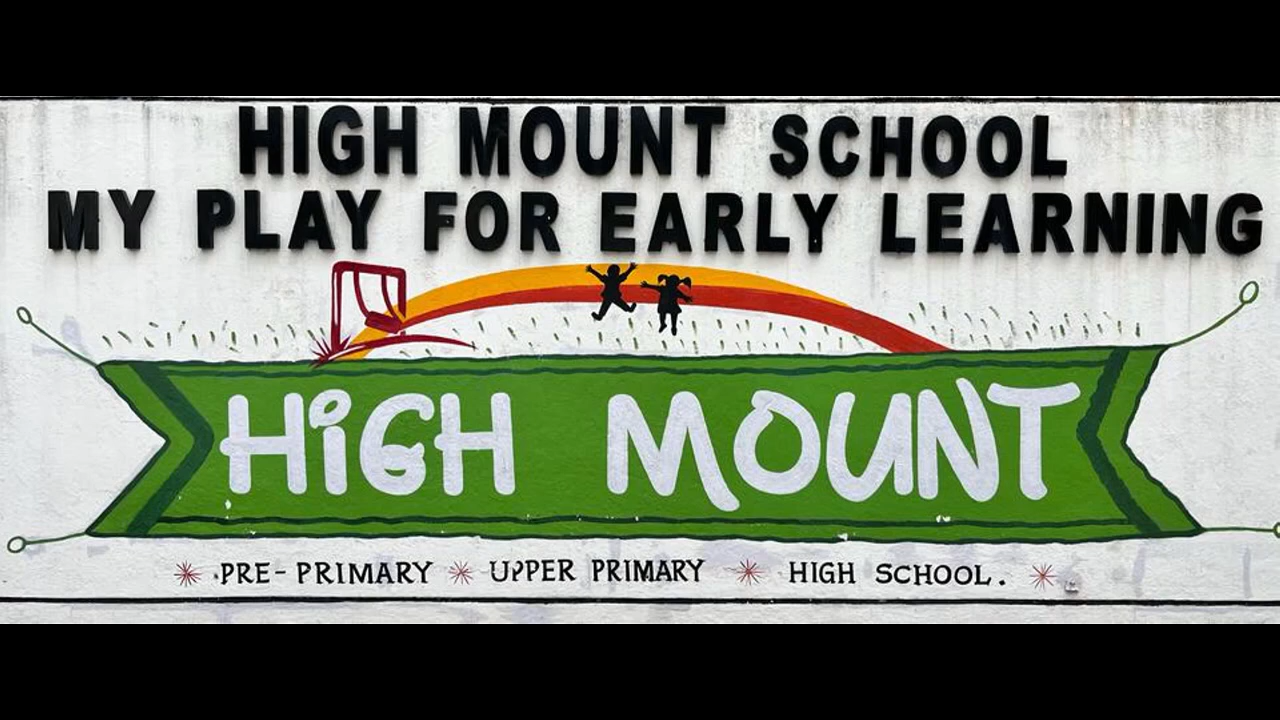 HIGH MOUNT SCHOOL
MY PLAY FOR EARLY LEARNING
HiGH MOUNT
PRE-PRIMARY UPPER PRIMARY HIGH SCHOOL.